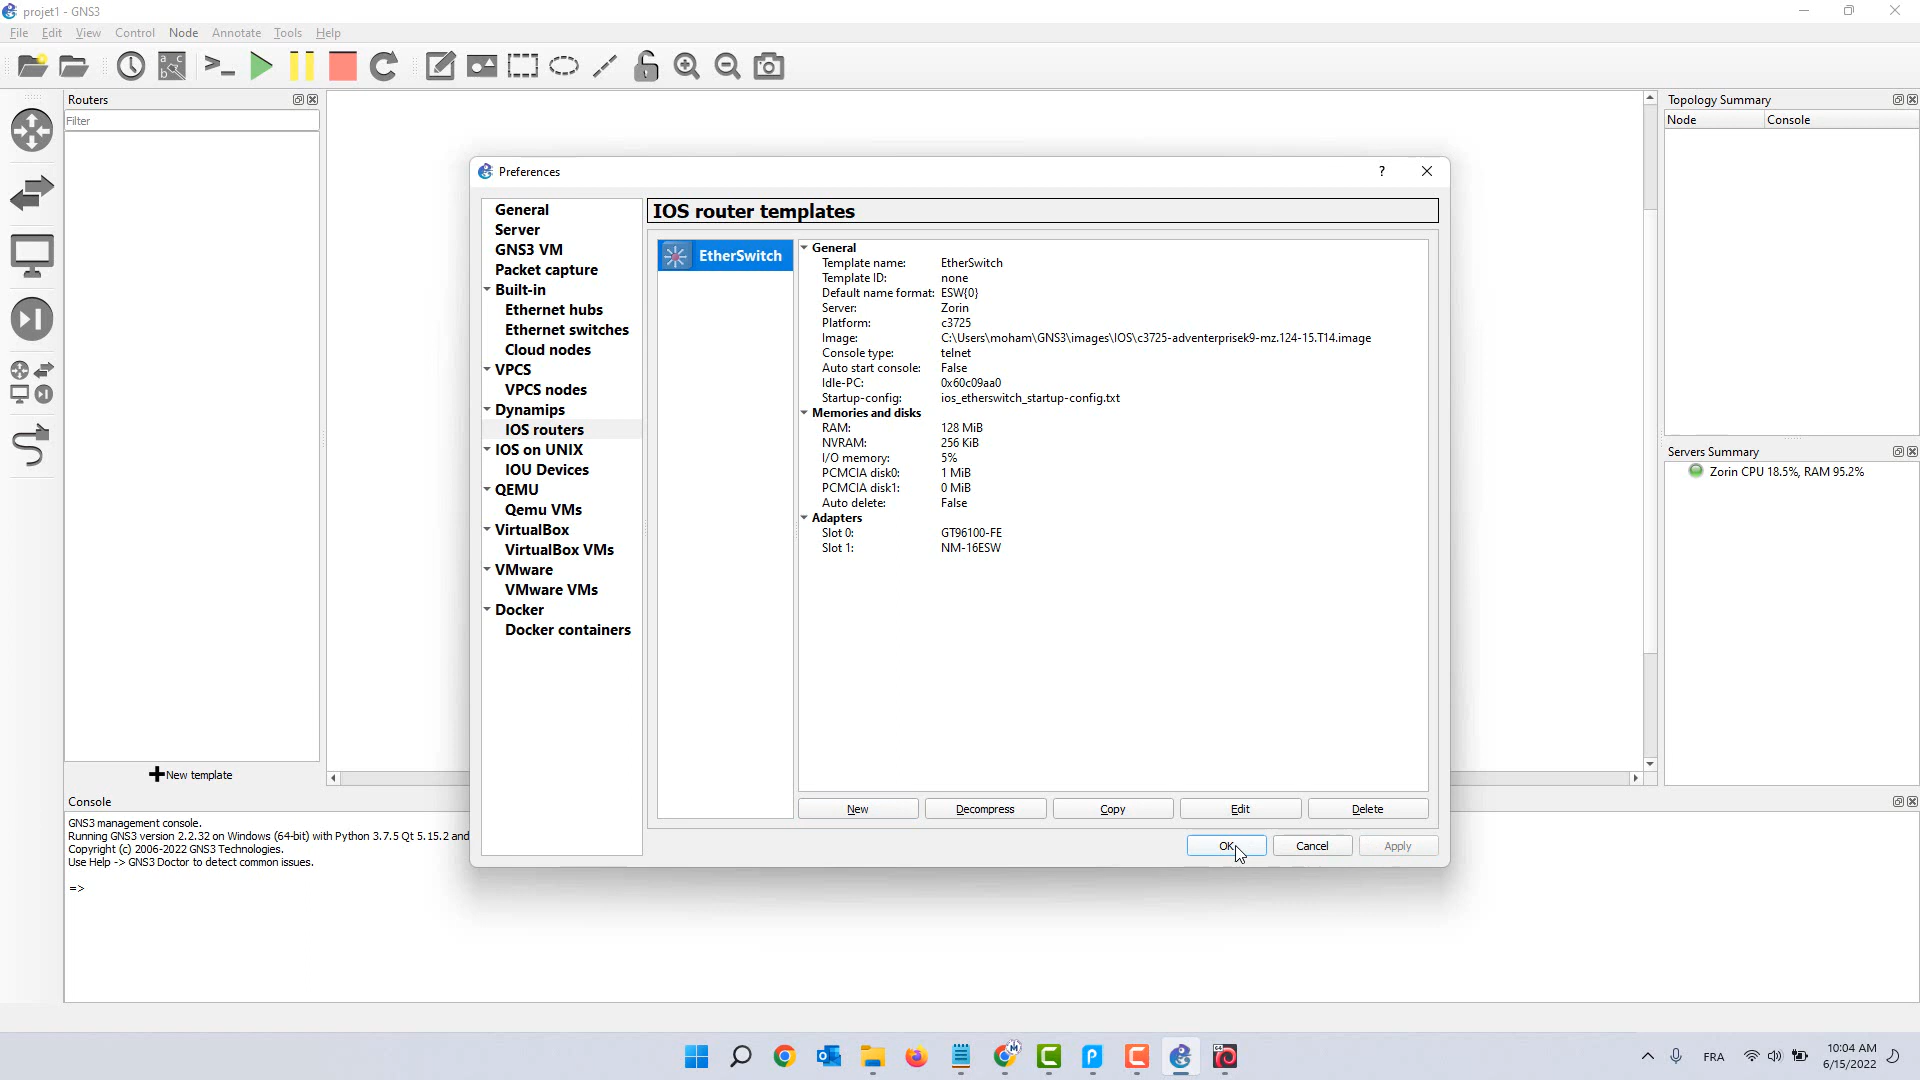 projet1 - GNS3
File Edit View Control Node Annotate Tools Help
Routers
Filter
New template
Topology Summary
Node Console
Servers Summary
Zorin CPU 18.5%, RAM 95.2%
Preferences
?
General
Server
GNS3 VM
Packet capture
Built-in
Ethernet hubs
Ethernet switches
Cloud nodes
VPCS
VPCS nodes
Dynamips
IOS routers
IOS on UNIX
IOU Devices
QEMU
Qemu VMs
VirtualBox
VirtualBox VMs
VMware
VMware VMs
Docker
Docker containers
IOS router templates
EtherSwitch
General
Template name: EtherSwitch
Template ID: none
Default name format: ESW{0}
Server: Zorin
Platform: c3725
Image: C:\Users\moham\GNS3\images\IOS\c3725-adventerprisek9-mz.124-15.T14.image
Console type: telnet
Auto start console: False
Idle-PC: 0x60c09aa0
Startup-config: ios_etherswitch_startup-config.txt
Memories and disks
RAM: 128 MiB
NVRAM: 256 KiB
I/O memory: 5%
PCMCIA disk0: 1 MiB
PCMCIA disk1: 0 MiB
Auto delete: False
Adapters
Slot 0: GT96100-FE
Slot 1: NM-16ESW
New Decompress Copy Edit Delete
OK Cancel Apply
Console
GNS3 management console.
Running GNS3 version 2.2.32 on Windows (64-bit) with Python 3.7.5 Qt 5.15.2 and
Copyright (c) 2006-2022 GNS3 Technologies.
Use Help -> GNS3 Doctor to detect common issues.
=>
FRA
10:04 AM
6/15/2022